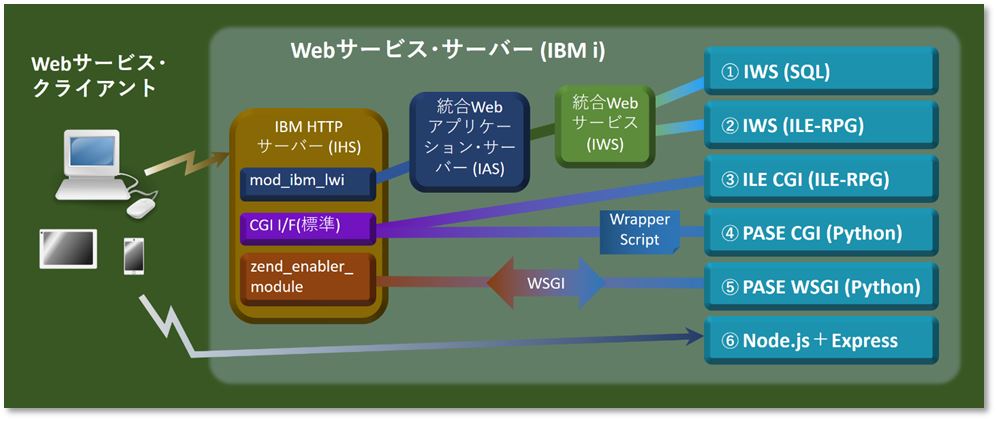 Webサービス・
クライアント
Webサービス・サーバー (IBM i)
IBM HTTP
サーバー (IHS)
mod_ibm_lwi
CGI I/F(標準)
zend_enabler_
module
統合Web
アプリケー
ション・サー
バー (IAS)
統合Web
サービス
(IWS)
Wrapper
Script
WSGI
① IWS (SQL)
② IWS (ILE-RPG)
③ ILE CGI (ILE-RPG)
④ PASE CGI (Python)
⑤ PASE WSGI (Python)
⑥ Node.js＋Express